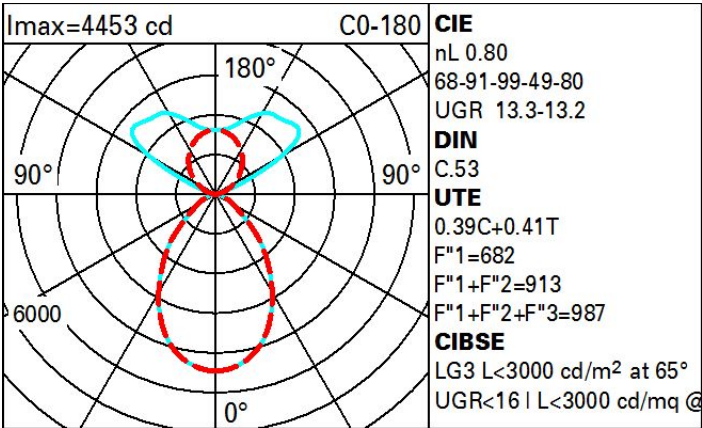 Imax=4453 cd C0-180
180°
90° 90°
6000
0°
CIE
nL 0.80
68-91-99-49-80
UGR 13.3-13.2
DIN
C.53
UTE
0.39C+0.41T
F"1=682
F"1+F"2=913
F"1+F"2+F"3=987
CIBSE
LG3 L<3000 cd/m² at 65°
UGR<16 | L<3000 cd/mq @